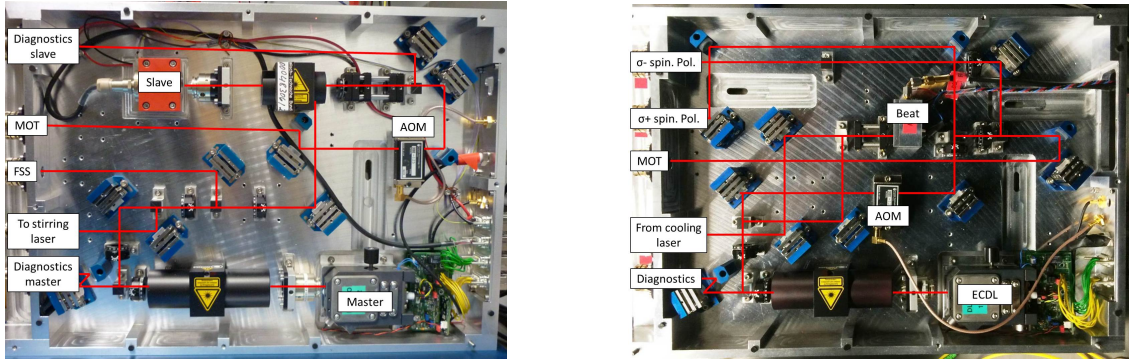 Diagnostics
slave
Slave
MOT
AOM
FSS
To stirring
laser
Diagnostics
master
Master
σ- spin. Pol.
σ+ spin. Pol.
Beat
MOT
AOM
From cooling
laser
Diagnostics
ECDL